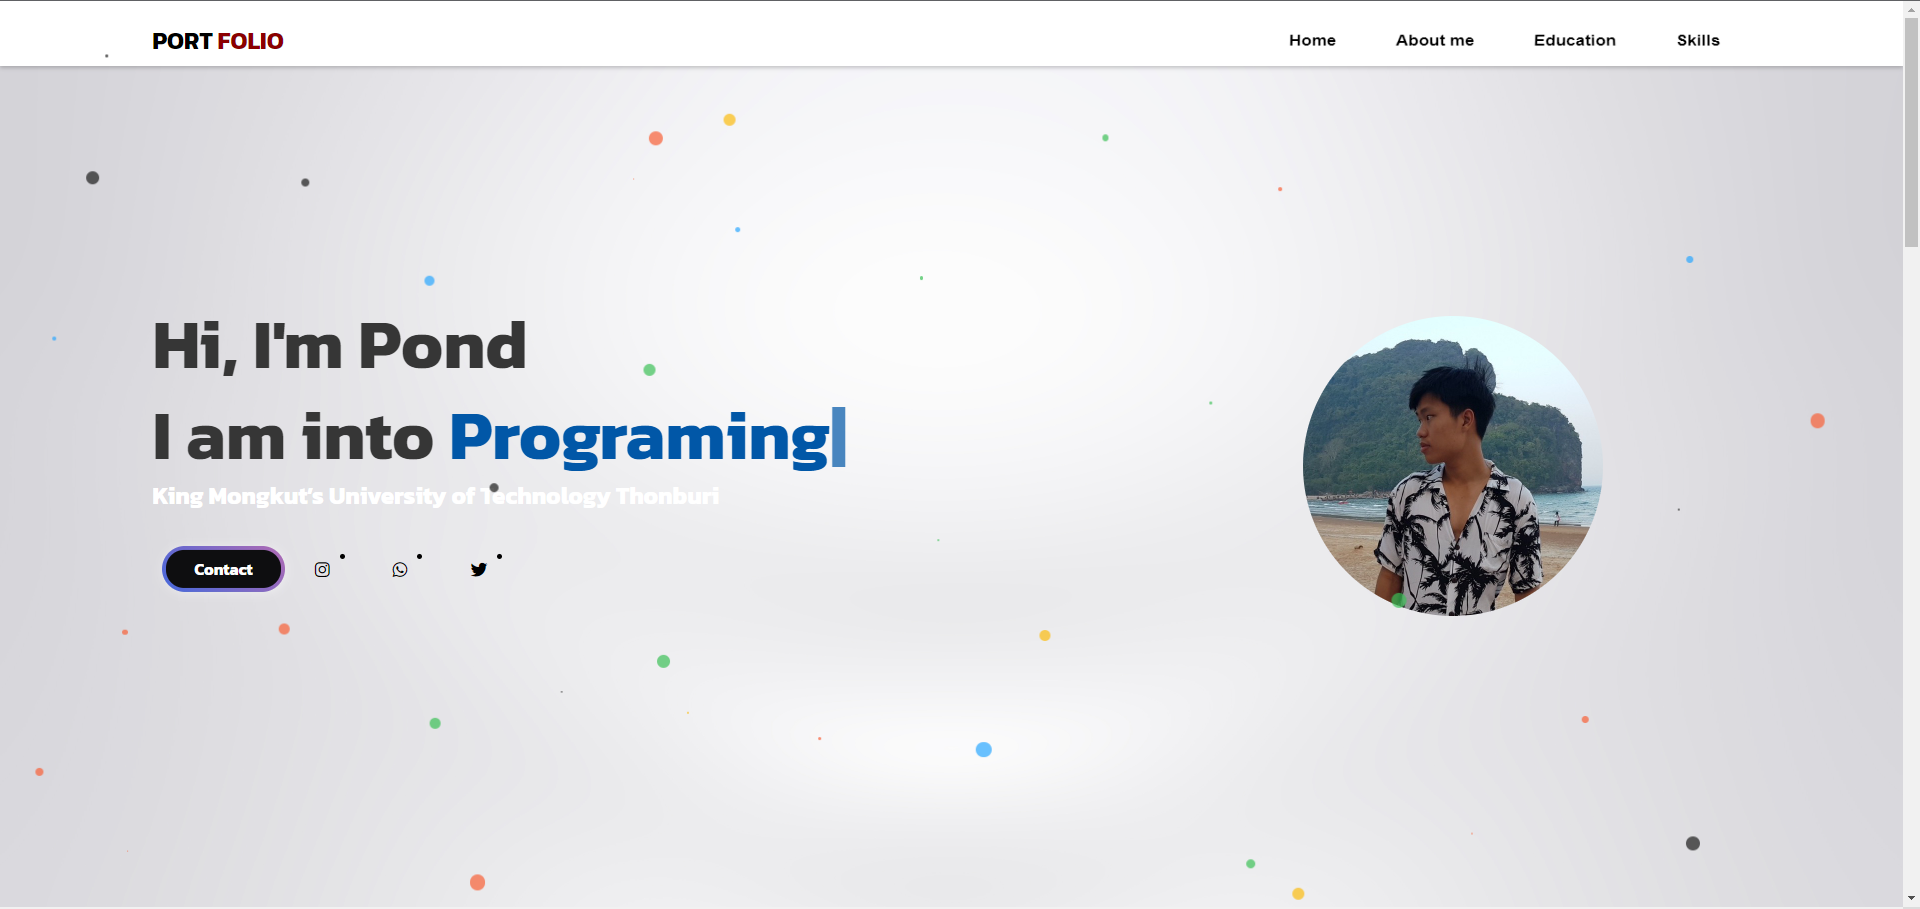 PORT FOLIO
Home
About me
Education
Skills
Hi, I'm Pond
I am into Programing
King Mongkut's University of Technology Thonburi
Contact